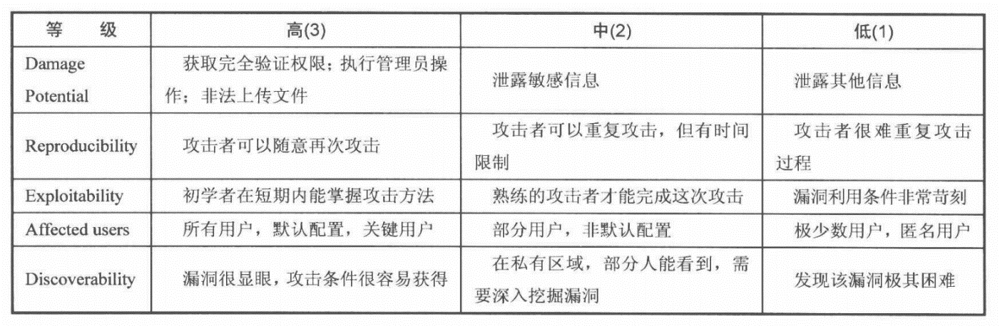 等 级 高(3) 中(2) 低(1)
Damage
Potential
获取完全验证权限；执行管理员操
作；非法上传文件
泄露敏感信息
泄露其他信息
Reproducibility
攻击者可以随意再次攻击
攻击者可以重复攻击，但有时间
限制
攻击者很难重复攻击
过程
Exploitability
初学者在短期内能掌握攻击方法
熟练的攻击者才能完成这次攻击
漏洞利用条件非常苛刻
Affected users
所有用户，默认配置，关键用户
部分用户，非默认配置
极少数用户，匿名用户
Discoverability
漏洞很显眼，攻击条件很容易获得
在私有区域，部分人能看到，需
要深入挖掘漏洞
发现该漏洞极其困难